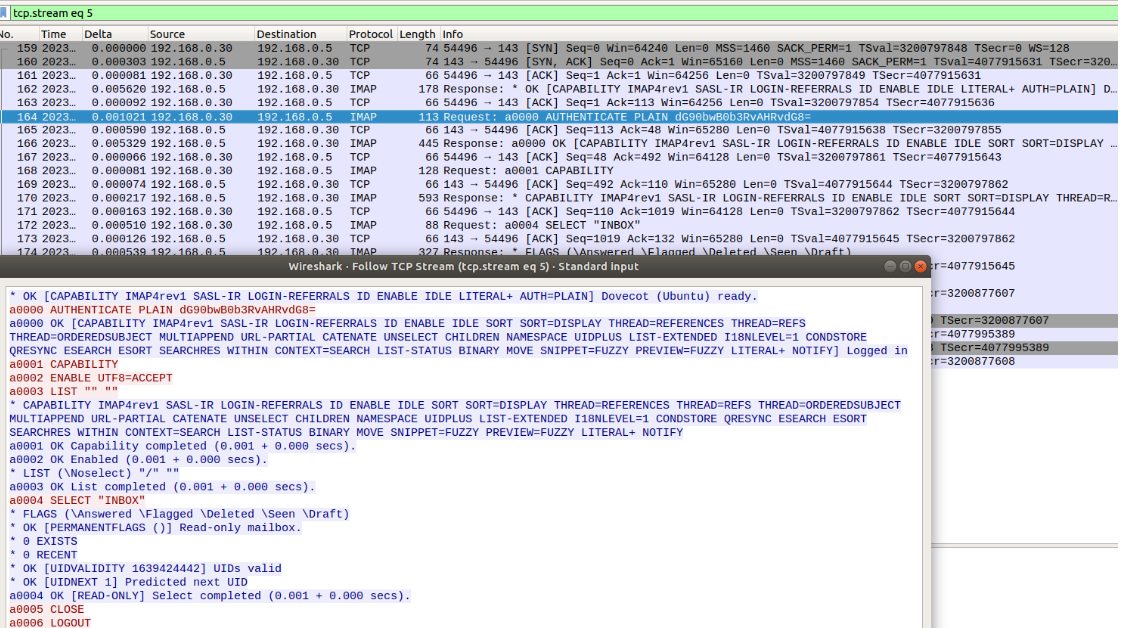 tcp.stream eq 5
No. Time Delta Source Destination Protocol Length Info
159 2023… 0.000000 192.168.0.30 192.168.0.5 TCP 74 54496 → 143 [SYN] Seq=0 Win=64240 Len=0 MSS=1460 SACK_PERM=1 TSval=3200797848 TSecr=0 WS=128
160 2023… 0.000303 192.168.0.5 192.168.0.30 TCP 74 143 → 54496 [SYN, ACK] Seq=0 Ack=1 Win=65160 Len=0 MSS=1460 SACK_PERM=1 TSval=4077915631 TSecr=320…
161 2023… 0.000081 192.168.0.30 192.168.0.5 TCP 66 54496 → 143 [ACK] Seq=1 Ack=1 Win=64256 Len=0 TSval=3200797849 TSecr=4077915631
162 2023… 0.005620 192.168.0.5 192.168.0.30 IMAP 178 Response: * OK [CAPABILITY IMAP4rev1 SASL-IR LOGIN-REFERRALS ID ENABLE IDLE LITERAL+ AUTH=PLAIN] D…
163 2023… 0.000092 192.168.0.30 192.168.0.5 TCP 66 54496 → 143 [ACK] Seq=1 Ack=113 Win=64256 Len=0 TSval=3200797854 TSecr=4077915636
164 2023… 0.001021 192.168.0.30 192.168.0.5 IMAP 113 Request: a0000 AUTHENTICATE PLAIN dG90bwB0b3RvAHRvdG8=
165 2023… 0.000590 192.168.0.5 192.168.0.30 TCP 66 143 → 54496 [ACK] Seq=113 Ack=48 Win=65280 Len=0 TSval=4077915638 TSecr=3200797855
166 2023… 0.005329 192.168.0.5 192.168.0.30 IMAP 445 Response: a0000 OK [CAPABILITY IMAP4rev1 SASL-IR LOGIN-REFERRALS ID ENABLE IDLE SORT SORT=DISPLAY …
167 2023… 0.000066 192.168.0.30 192.168.0.5 TCP 66 54496 → 143 [ACK] Seq=48 Ack=492 Win=64128 Len=0 TSval=3200797861 TSecr=4077915643
168 2023… 0.000081 192.168.0.30 192.168.0.5 IMAP 128 Request: a0001 CAPABILITY
169 2023… 0.000074 192.168.0.5 192.168.0.30 TCP 66 143 → 54496 [ACK] Seq=492 Ack=110 Win=65280 Len=0 TSval=4077915644 TSecr=3200797862
170 2023… 0.000217 192.168.0.5 192.168.0.30 IMAP 593 Response: * CAPABILITY IMAP4rev1 SASL-IR LOGIN-REFERRALS ID ENABLE IDLE SORT SORT=DISPLAY THREAD=R…
171 2023… 0.000163 192.168.0.30 192.168.0.5 TCP 66 54496 → 143 [ACK] Seq=110 Ack=1019 Win=64128 Len=0 TSval=3200797862 TSecr=4077915644
172 2023… 0.000510 192.168.0.30 192.168.0.5 IMAP 88 Request: a0004 SELECT "INBOX"
173 2023… 0.000126 192.168.0.5 192.168.0.30 TCP 66 143 → 54496 [ACK] Seq=1019 Ack=132 Win=65280 Len=0 TSval=4077915645 TSecr=3200797862
174 2023… 0.000539 192.168.0.5 192.168.0.30 IMAP 327 Response: * FLAGS (\Answered \Flagged \Deleted \Seen \Draft)
Wireshark · Follow TCP Stream (tcp.stream eq 5) · Standard input
cr=4077915645
cr=3200877607
TSecr=3200877607
cr=4077995389
TSecr=4077995389
cr=3200877608
* OK [CAPABILITY IMAP4rev1 SASL-IR LOGIN-REFERRALS ID ENABLE IDLE LITERAL+ AUTH=PLAIN] Dovecot (Ubuntu) ready.
a0000 AUTHENTICATE PLAIN dG90bwB0b3RvAHRvdG8=
a0000 OK [CAPABILITY IMAP4rev1 SASL-IR LOGIN-REFERRALS ID ENABLE IDLE SORT SORT=DISPLAY THREAD=REFERENCES THREAD=REFS
THREAD=ORDEREDSUBJECT MULTIAPPEND URL-PARTIAL CATENATE UNSELECT CHILDREN NAMESPACE UIDPLUS LIST-EXTENDED I18NLEVEL=1 CONDSTORE
QRESYNC ESEARCH ESORT SEARCHRES WITHIN CONTEXT=SEARCH LIST-STATUS BINARY MOVE SNIPPET=FUZZY PREVIEW=FUZZY LITERAL+ NOTIFY] Logged in
a0001 CAPABILITY
a0002 ENABLE UTF8=ACCEPT
a0003 LIST "" ""
* CAPABILITY IMAP4rev1 SASL-IR LOGIN-REFERRALS ID ENABLE IDLE SORT SORT=DISPLAY THREAD=REFERENCES THREAD=REFS THREAD=ORDEREDSUBJECT
MULTIAPPEND URL-PARTIAL CATENATE UNSELECT CHILDREN NAMESPACE UIDPLUS LIST-EXTENDED I18NLEVEL=1 CONDSTORE QRESYNC ESEARCH ESORT
SEARCHRES WITHIN CONTEXT=SEARCH LIST-STATUS BINARY MOVE SNIPPET=FUZZY PREVIEW=FUZZY LITERAL+ NOTIFY
a0001 OK Capability completed (0.001 + 0.000 secs).
a0002 OK Enabled (0.001 + 0.000 secs).
* LIST (\Noselect) "/" ""
a0003 OK List completed (0.001 + 0.000 secs).
a0004 SELECT "INBOX"
* FLAGS (\Answered \Flagged \Deleted \Seen \Draft)
* OK [PERMANENTFLAGS ()] Read-only mailbox.
* 0 EXISTS
* 0 RECENT
* OK [UIDVALIDITY 1639424442] UIDs valid
* OK [UIDNEXT 1] Predicted next UID
a0004 OK [READ-ONLY] Select completed (0.001 + 0.000 secs).
a0005 CLOSE
a0006 LOGOUT